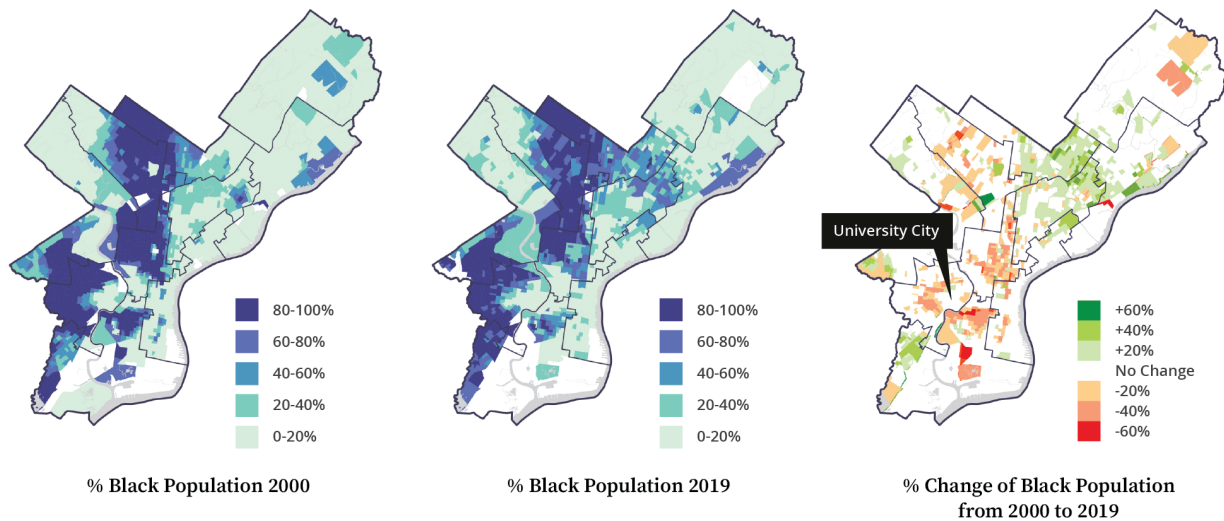 University City
80-100%
60-80%
40-60%
20-40%
0-20%
80-100%
60-80%
40-60%
20-40%
0-20%
+60%
+40%
+20%
No Change
-20%
-40%
-60%
% Black Population 2000
% Black Population 2019
% Change of Black Population
from 2000 to 2019